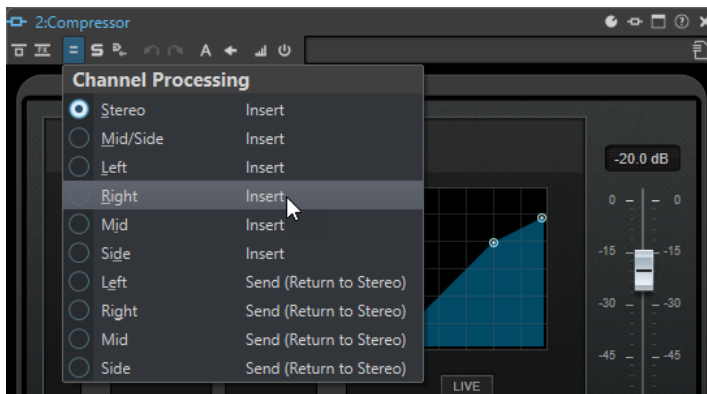 2:Compressor
FX
= S A
Channel Processing
Stereo Insert
Mid/Side Insert
Left Insert
Right Insert
Mid Insert
Side Insert
Left Send (Return to Stereo)
Right Send (Return to Stereo)
Mid Send (Return to Stereo)
Side Send (Return to Stereo)
-20.0 dB
0 0
-15 -15
-30 -30
-45 -45
LIVE